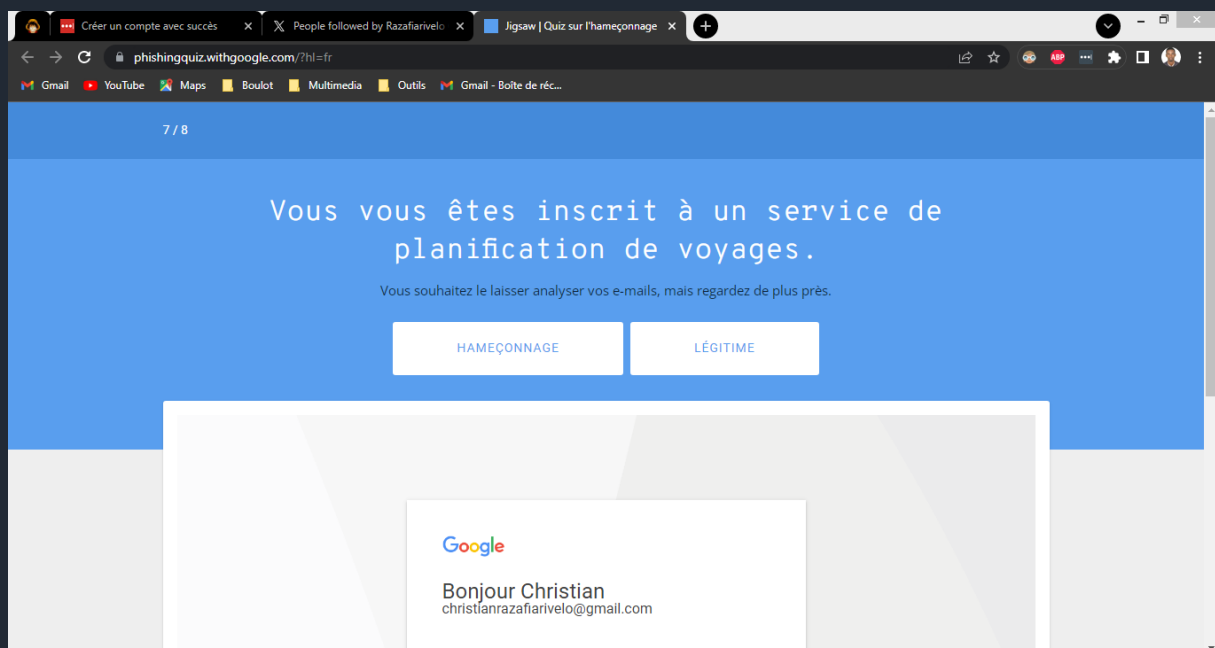 Créer un compte avec succès
People followed by Razafiarivelo
Jigsaw | Quiz sur l'hameçonnage
phishingquiz.withgoogle.com/?hl=fr
ABP
Gmail YouTube Maps Boulot Multimedia Outils Gmail - Boîte de réc...
7 / 8
Vous vous êtes inscrit à un service de
planification de voyages.
Vous souhaitez le laisser analyser vos e-mails, mais regardez de plus près.
HAMEÇONNAGE LÉGITIME
Google
Bonjour Christian
christianrazafiarivelo@gmail.com